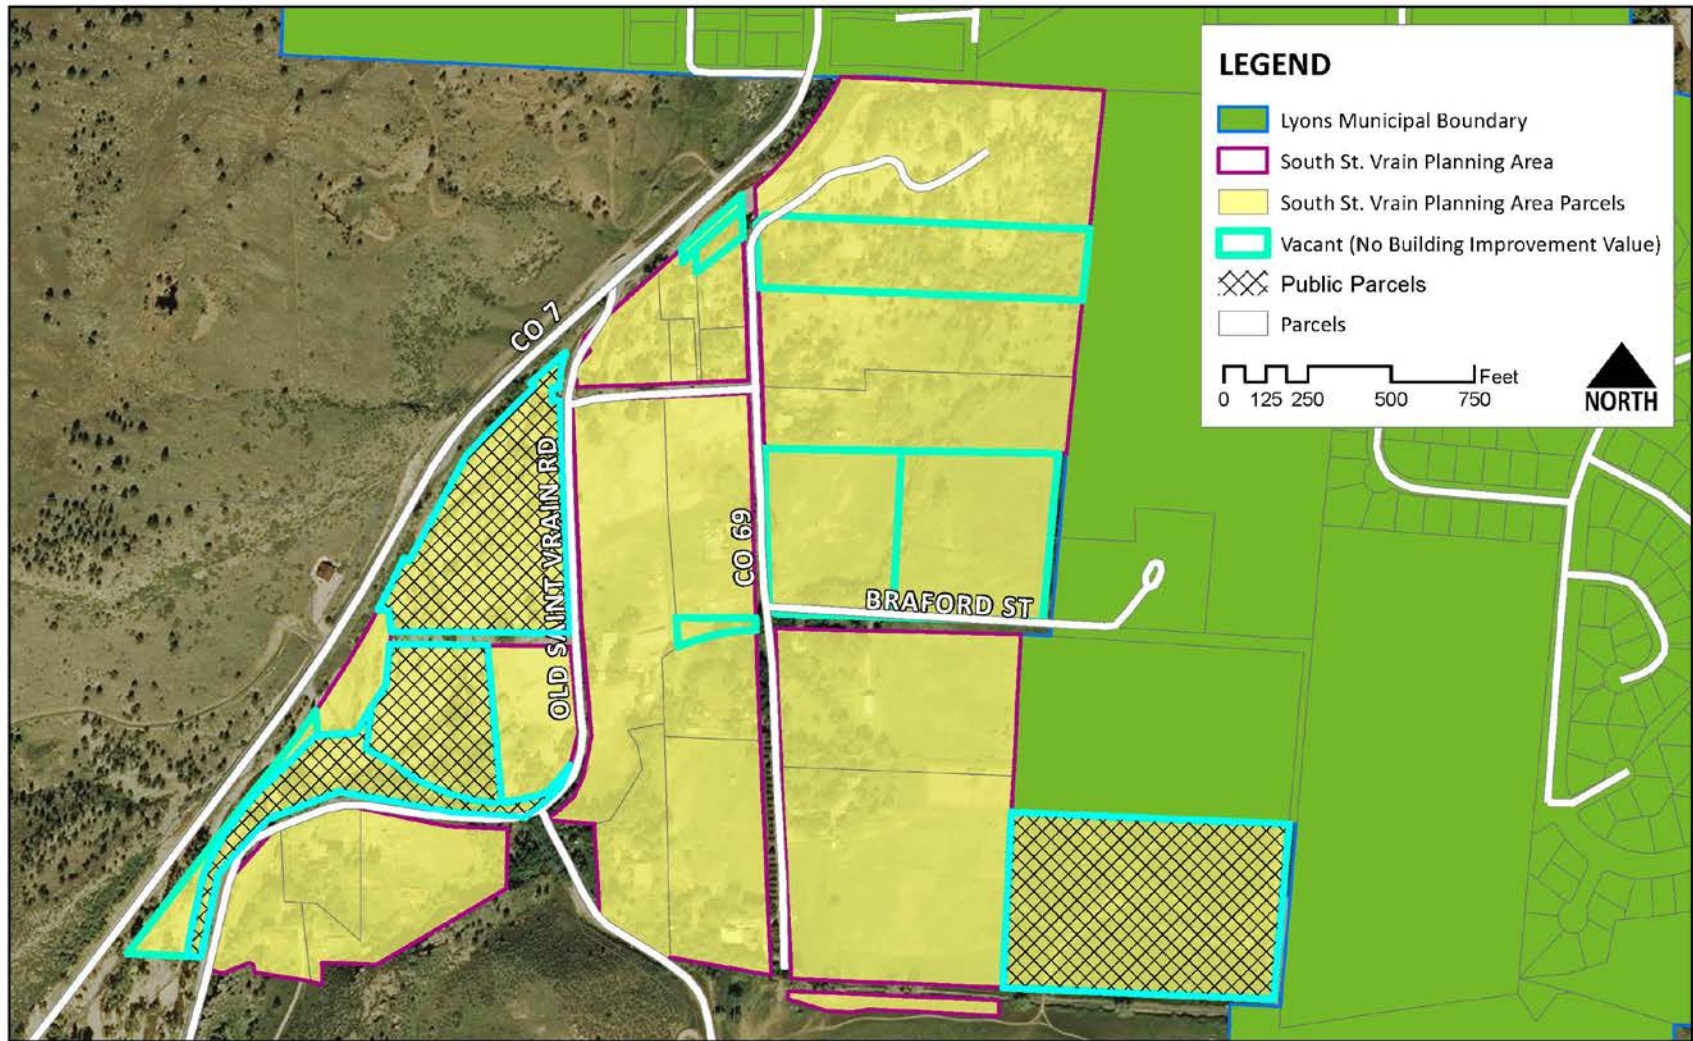 LEGEND
Lyons Municipal Boundary
South St. Vrain Planning Area
South St. Vrain Planning Area Parcels
Vacant (No Building Improvement Value)
Public Parcels
Parcels
Feet
0 125 250 500 750
NORTH
CO 7
OLD SAINT VRAIN RD
CO 69
BRAFORD ST